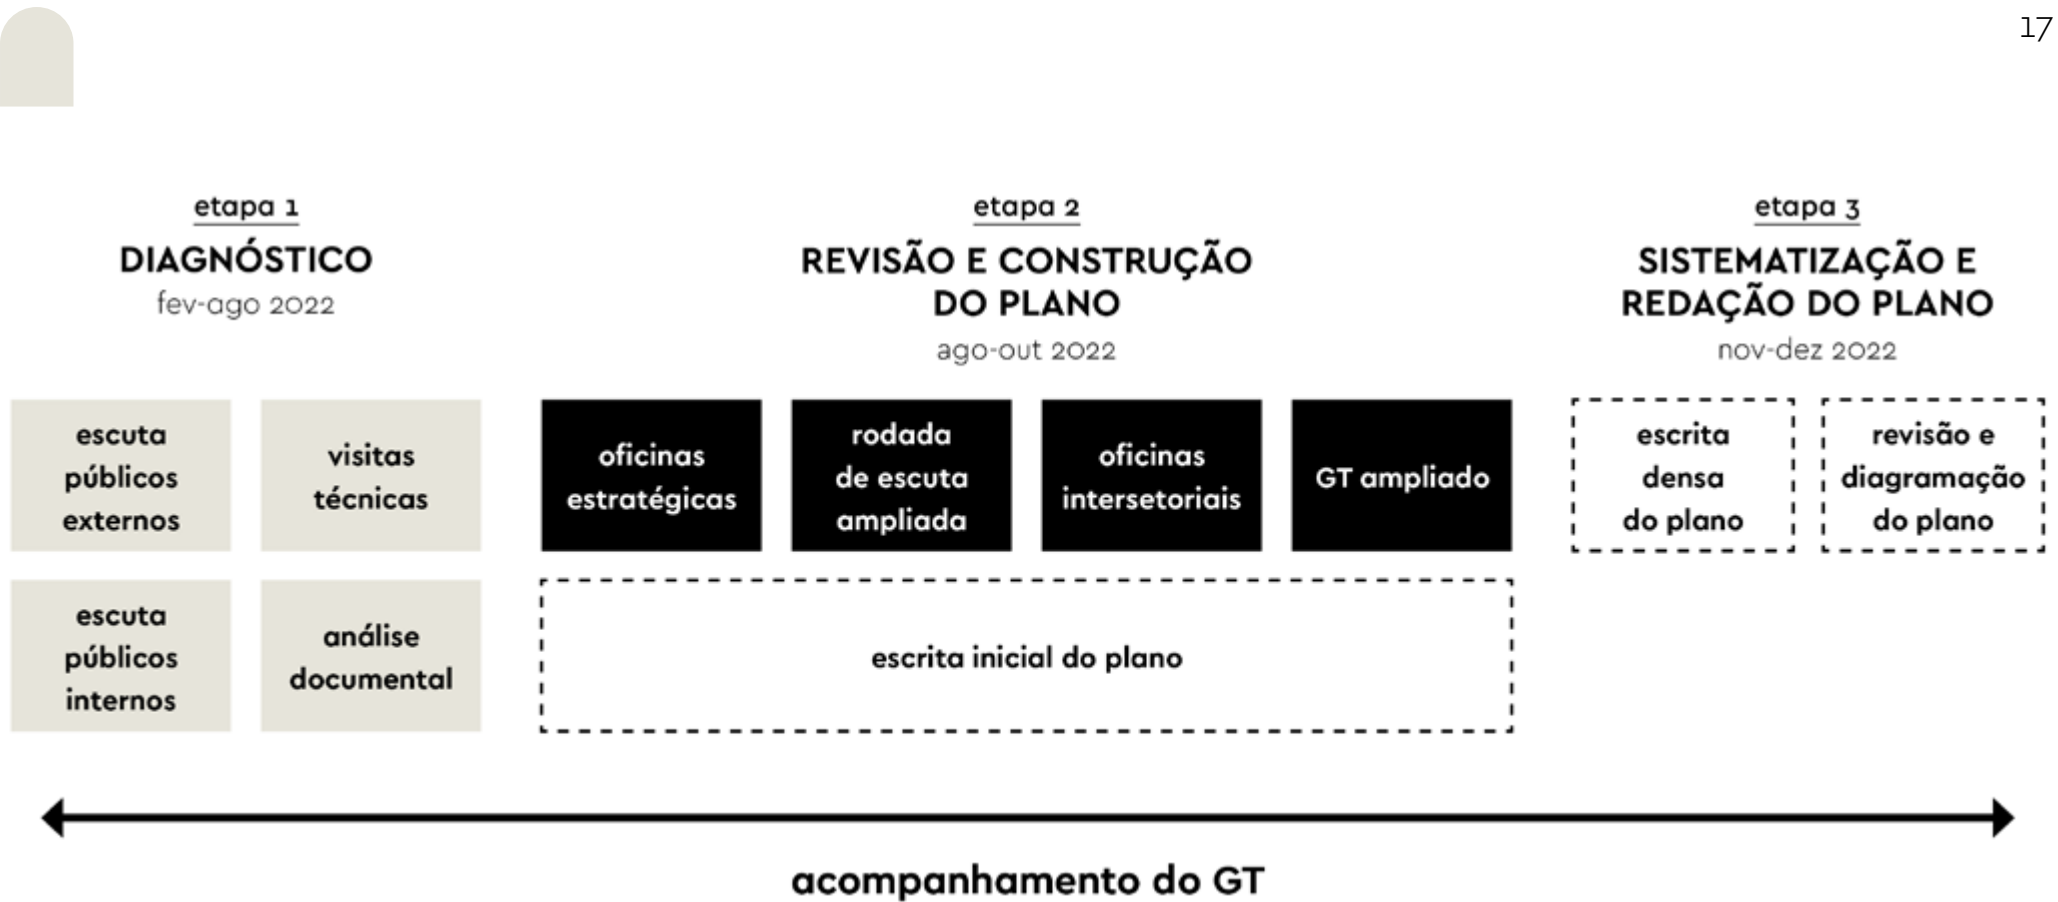 17
etapa 1
DIAGNÓSTICO
fev-ago 2022
escuta
públicos
externos
visitas
técnicas
escuta
públicos
internos
análise
documental
etapa 2
REVISÃO E CONSTRUÇÃO
DO PLANO
ago-out 2022
oficinas
estratégicas
rodada
de escuta
ampliada
oficinas
intersetoriais
GT ampliado
escrita inicial do plano
etapa 3
SISTEMATIZAÇÃO E
REDAÇÃO DO PLANO
nov-dez 2022
escrita
densa
do plano
revisão e
diagramação
do plano
acompanhamento do GT